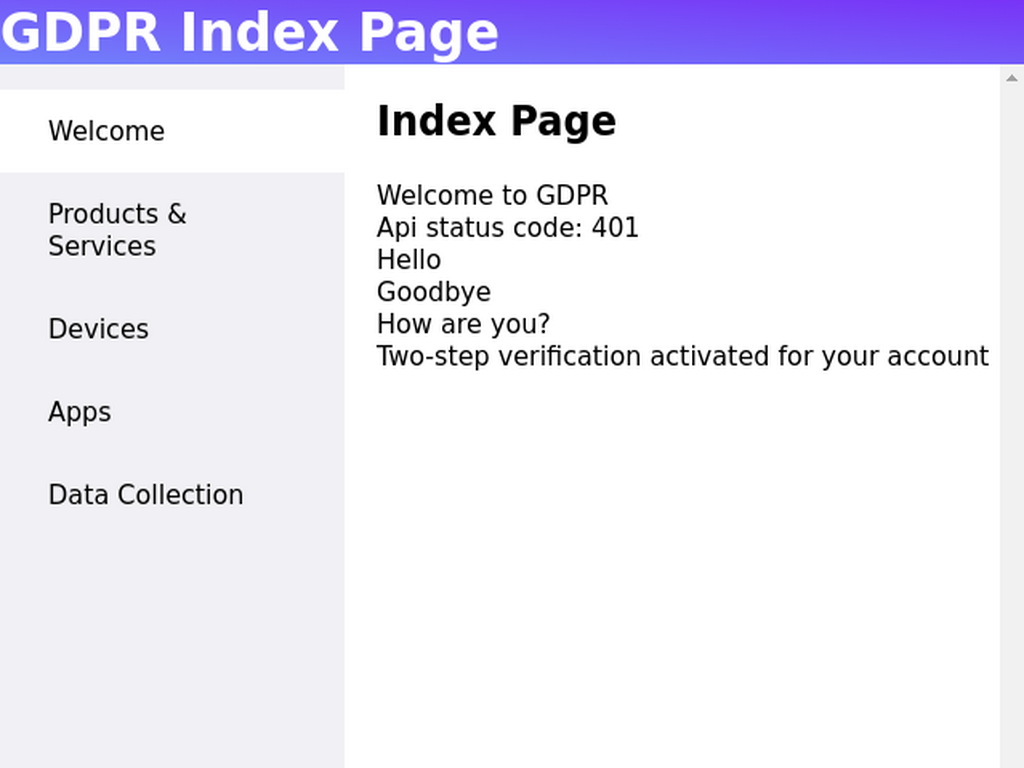 GDPR Index Page
Welcome
Products &
Services
Devices
Apps
Data Collection
Index Page
Welcome to GDPR
Api status code: 401
Hello
Goodbye
How are you?
Two-step verification activated for your account